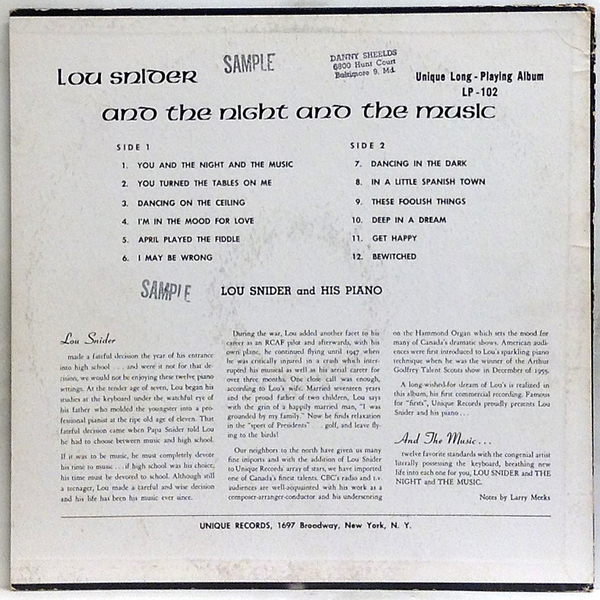 Lou Snider
SAMPLE
DANNY SHEELDS
6800 Hunt Court
Baltimore 9, Md.
Unique Long-Playing Album
LP-102
and the night and the music
SIDE 1
1. YOU AND THE NIGHT AND THE MUSIC
2. YOU TURNED THE TABLES ON ME
3. DANCING ON THE CEILING
4. I'M IN THE MOOD FOR LOVE
5. APRIL PLAYED THE FIDDLE
6. I MAY BE WRONG
SIDE 2
7. DANCING IN THE DARK
8. IN A LITTLE SPANISH TOWN
9. THESE FOOLISH THINGS
10. DEEP IN A DREAM
11. GET HAPPY
12. BEWITCHED
SAMPLE
LOU SNIDER and HIS PIANO
Lou Snider
made a fateful decision the year of his entrance
into high school . . . and were it not for that de-
cision, we would not be enjoying these twelve piano
settings. At the tender age of seven, Lou began his
studies at the keyboard under the watchful eye of
his father who molded the youngster into a pro-
fessional pianist at the ripe old age of eleven. That
fateful decision came when Papa Snider told Lou
he had to choose between music and high school.
If it was to be music, he must completely devote
his time to music . . . if high school was his choice,
his time must be devoted to school. Although still
a teenager, Lou made a careful and wise decision
and his life has been his music ever since.
During the war, Lou added another facet to his
career as an RCAF pilot and afterwards, with his
own plane, he continued flying until 1947 when
he was critically injured in a crash which inter-
rupted his musical as well as his aerial career for
over three months. One close call was enough,
according to Lou's wife. Married seventeen years
and the proud father of two children, Lou says
with the grin of a happily married man, "I was
grounded by my family." Now he finds relaxation
in the "sport of Presidents" . . golf, and leave fly-
ing to the birds!
Our neighbors to the north have given us many
fine imports and with the addition of Lou Snider
to Unique Records' array of stars, we have imported
one of Canada's finest talents. CBC's radio and t.v.
audiences are well-acquainted with his work as a
composer-arranger-conductor and his underscoring
on the Hammond Organ which sets the mood for
many of Canada's dramatic shows. American audi-
ences were first introduced to Lou's sparkling piano
technique when he was the winner of the Arthur
Godfrey Talent Scouts show in December of 1955.
A long-wished-for dream of Lou's is realized in
this album, his first commercial recording. Famous
for "firsts", Unique Records proudly presents Lou
Snider and his piano . . .
And The Music . . .
twelve favorite standards with the congenial artist
literally possessing the keyboard, breathing new
life into each one for you, LOU SNIDER and THE
NIGHT and THE MUSIC.
Notes by Larry Meeks
UNIQUE RECORDS, 1697 Broadway, New York, N. Y.